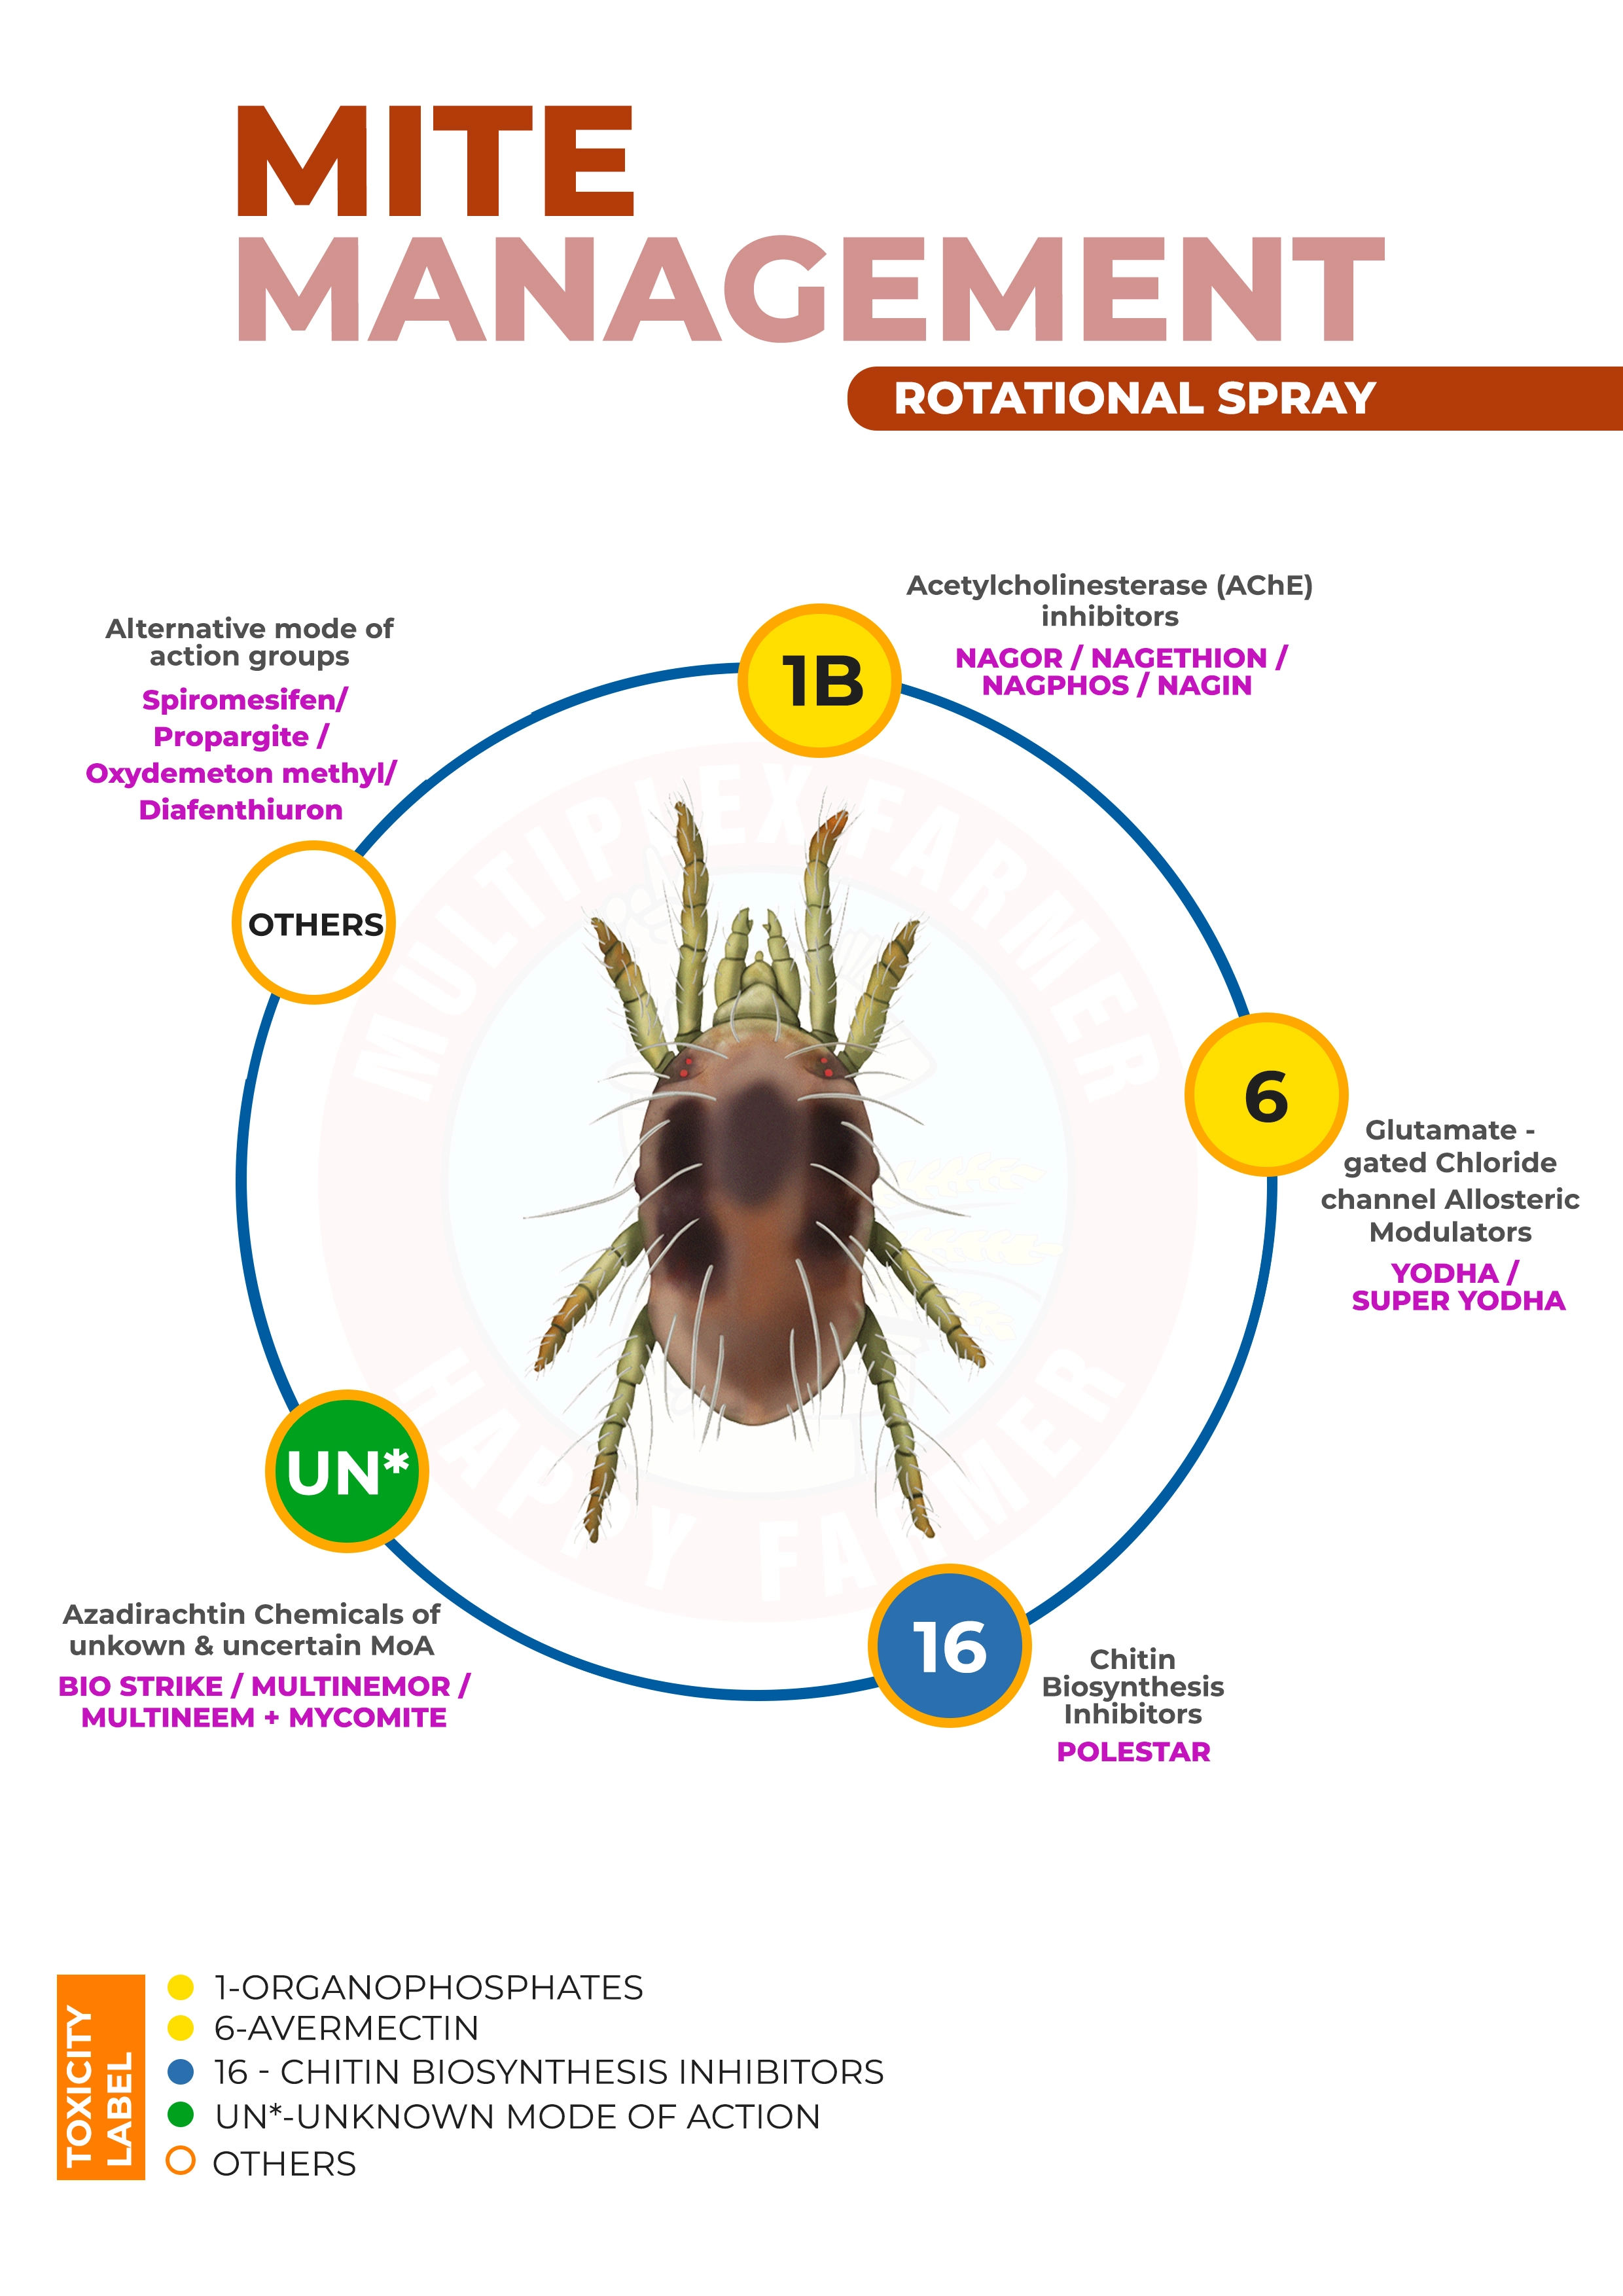 MITE
MANAGEMENT
ROTATIONAL SPRAY
Acetylcholinesterase (AChE)
inhibitors
NAGOR / NAGETHION /
NAGPHOS / NAGIN
1B
Alternative mode of
action groups
Spiromesifen/
Propargite /
Oxydemeton methyl/
Diafenthiuron
OTHERS
6
Glutamate -
gated Chloride
channel Allosteric
Modulators
YODHA /
SUPER YODHA
MULTIPLEX FARMER
HAPPY FARMER
UN*
Azadirachtin Chemicals of
unkown & uncertain MoA
BIO STRIKE / MULTINEMOR /
MULTINEEM + MYCOMITE
16
Chitin
Biosynthesis
Inhibitors
POLESTAR
TOXICITY
LABEL
1-ORGANOPHOSPHATES
6-AVERMECTIN
16 - CHITIN BIOSYNTHESIS INHIBITORS
UN*-UNKNOWN MODE OF ACTION
OTHERS